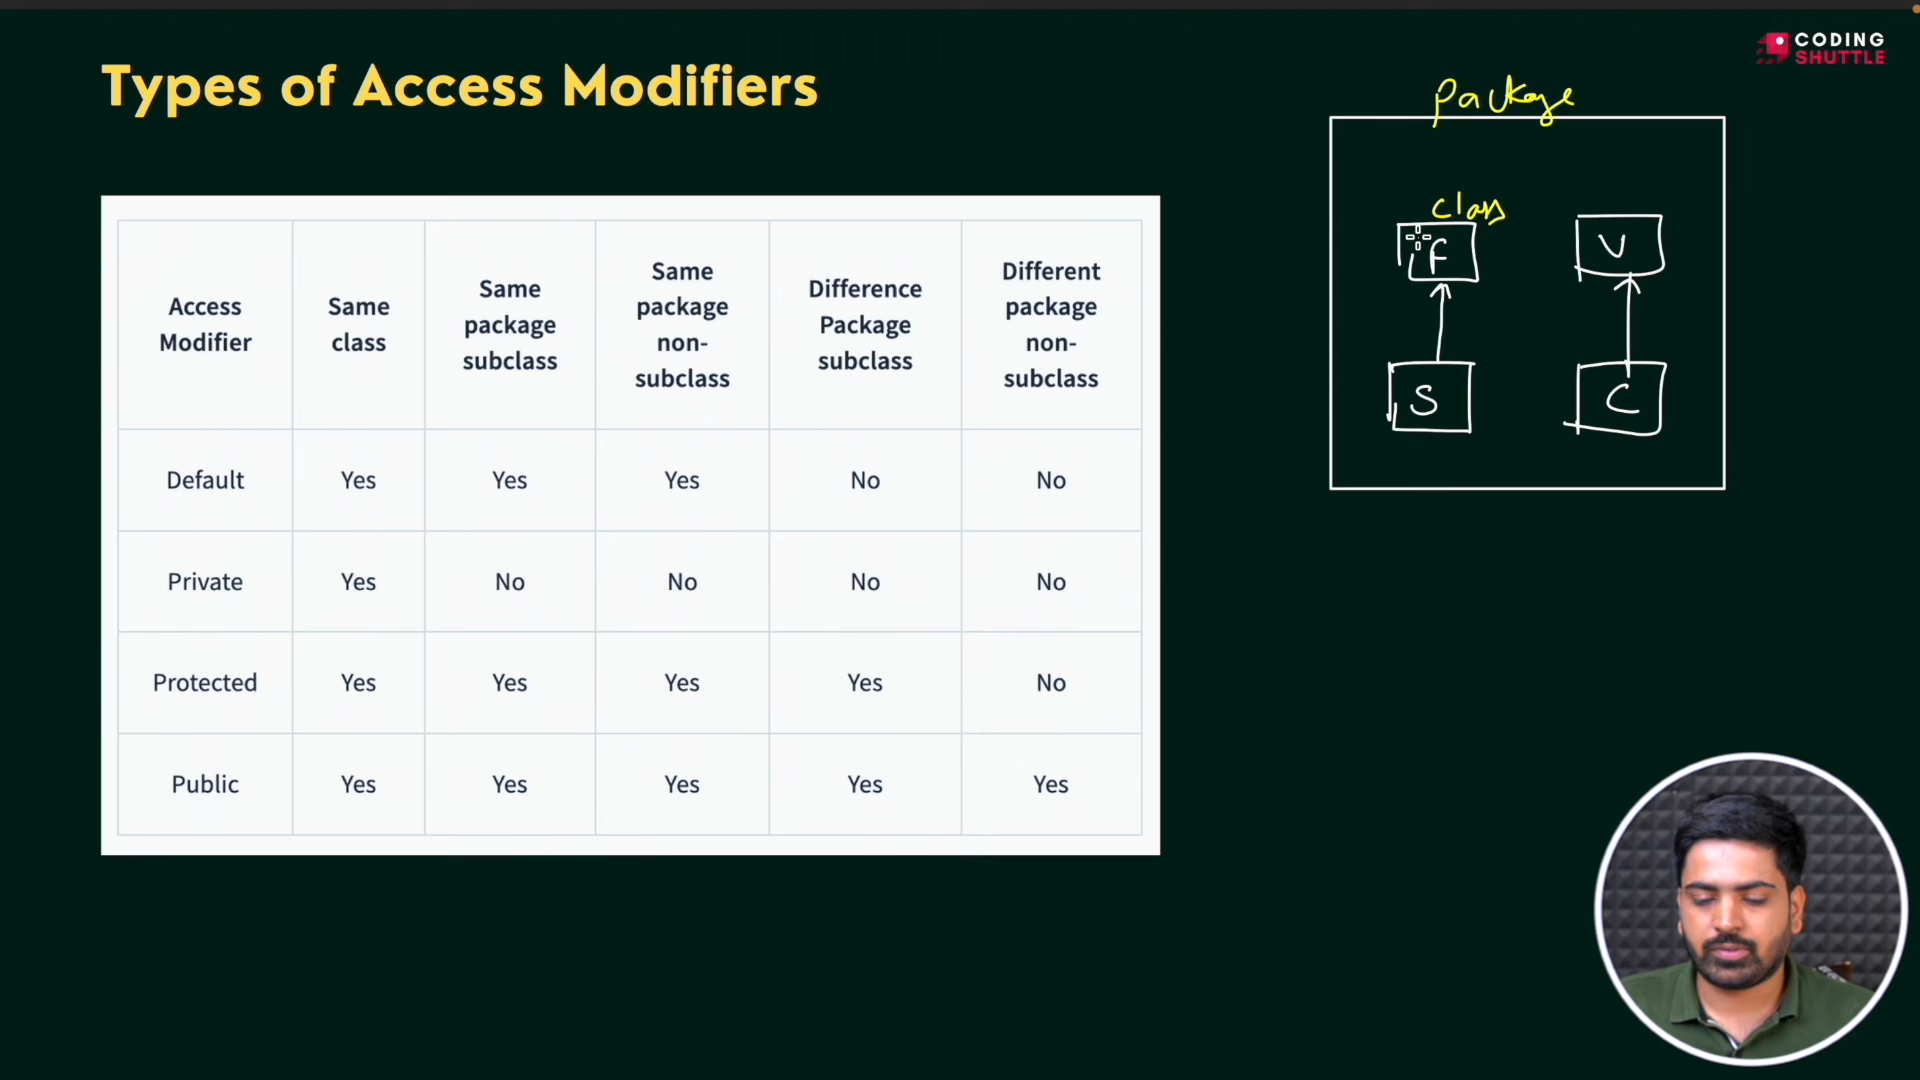 Types of Access Modifiers
CODING
SHUTTLE
Package
Class
F
V
S
C
Access Modifier
Same class
Same package subclass
Same package non-subclass
Difference Package subclass
Different package non-subclass
Default Yes Yes Yes No No
Private Yes No No No No
Protected Yes Yes Yes Yes No
Public Yes Yes Yes Yes Yes